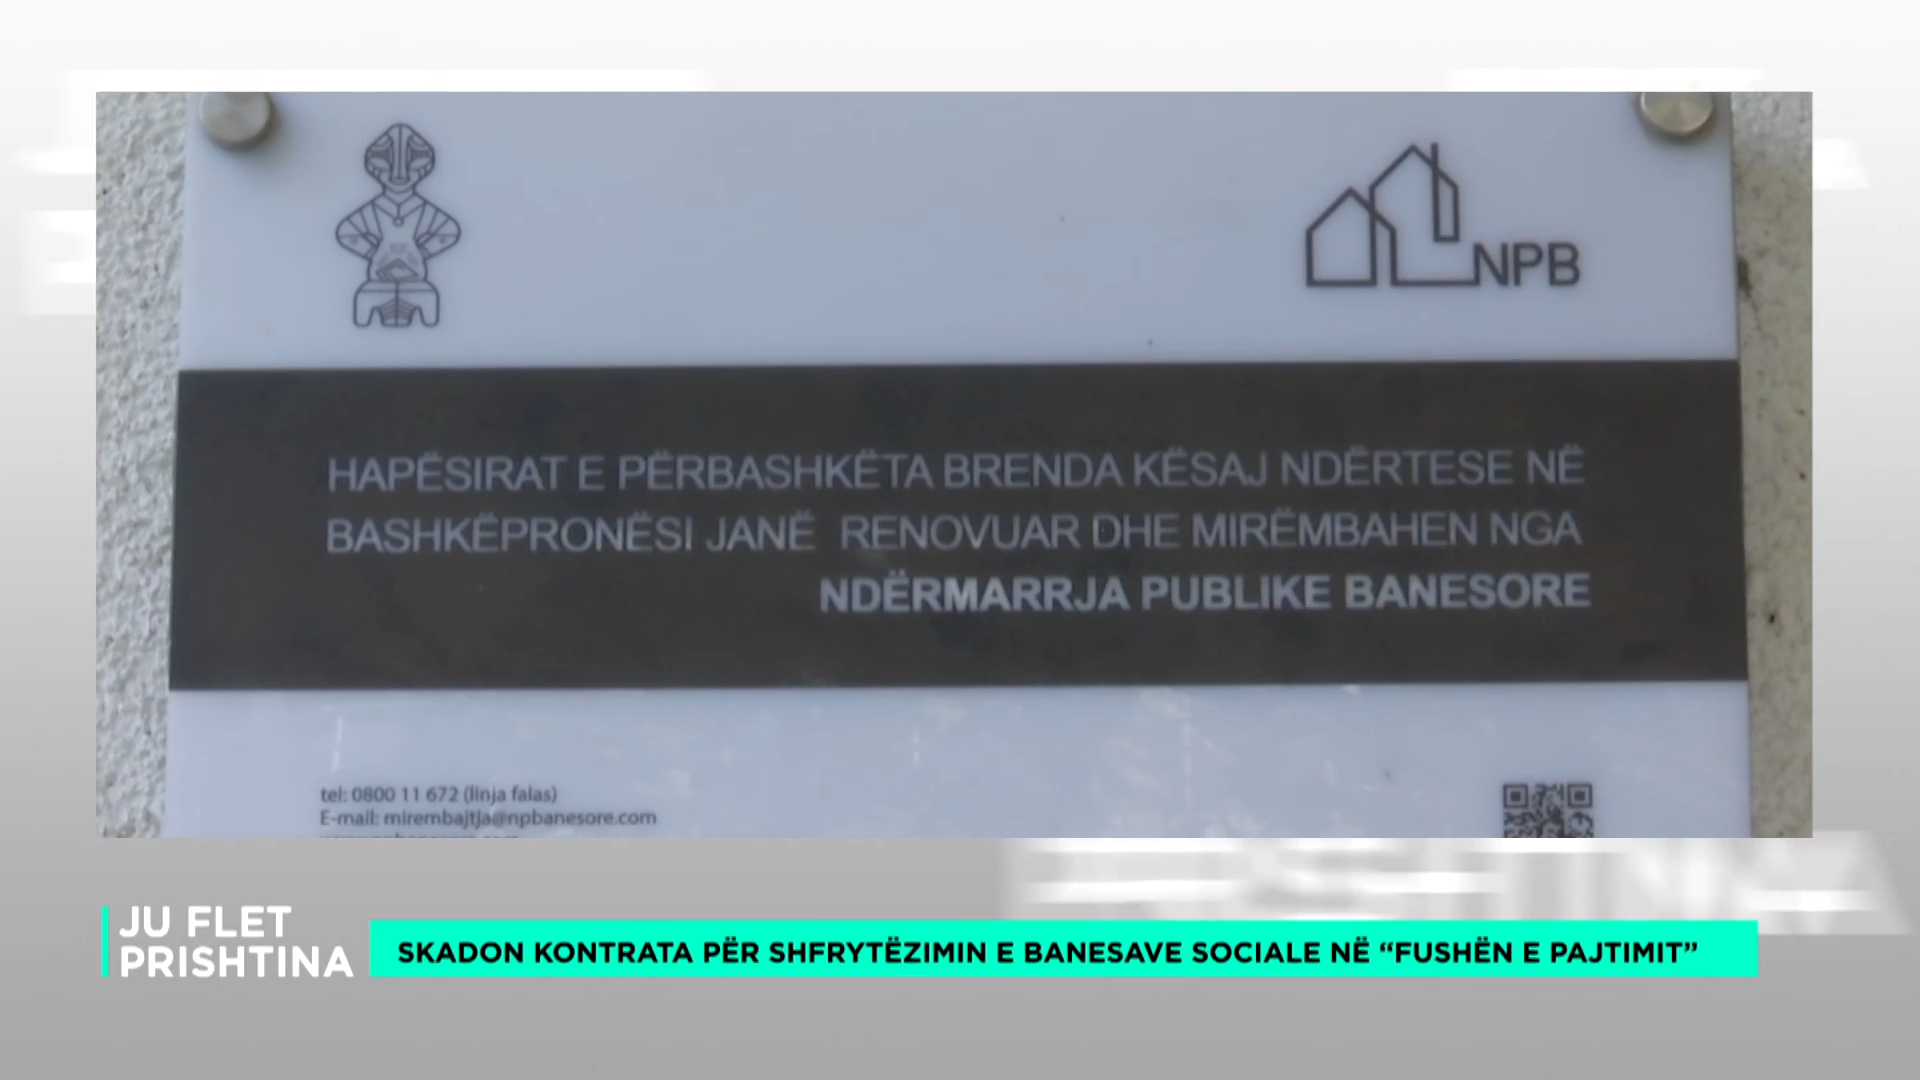 NPB
HAPËSIRAT E PËRBASHKËTA BRENDA KËSAJ NDËRTESE NË
BASHKËPRONËSI JANË RENOVUAR DHE MIRËMBAHEN NGA
NDËRMARRJA PUBLIKE BANESORE
tel: 0800 11 672 (linja falas)
E-mail: mirembajtja@npbanesore.com
JU FLET
PRISHTINA
SKADON KONTRATA PËR SHFRYTËZIMIN E BANESAVE SOCIALE NË “FUSHËN E PAJTIMIT”